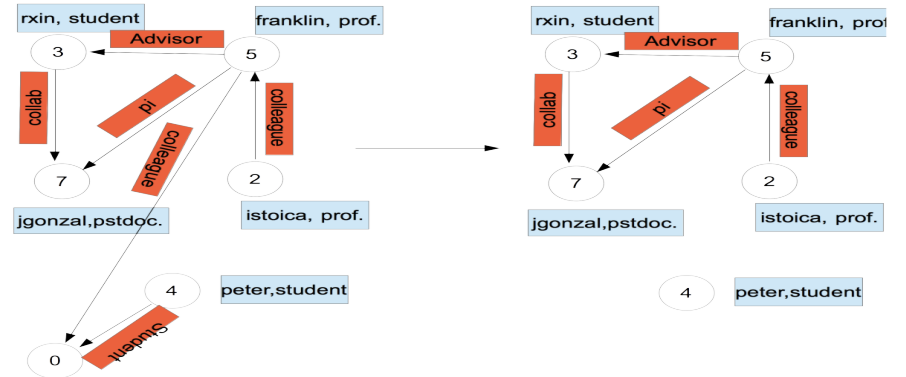 rxin, student
franklin, prof.
Advisor
3
5
collab
pi
colleague
colleague
7
2
jgonzal,pstdoc.
istoica, prof.
4
peter,student
Student
0
rxin, student
franklin, prof
Advisor
3
5
collab
pi
colleague
7
2
jgonzal,pstdoc.
istoica, prof.
4
peter,student